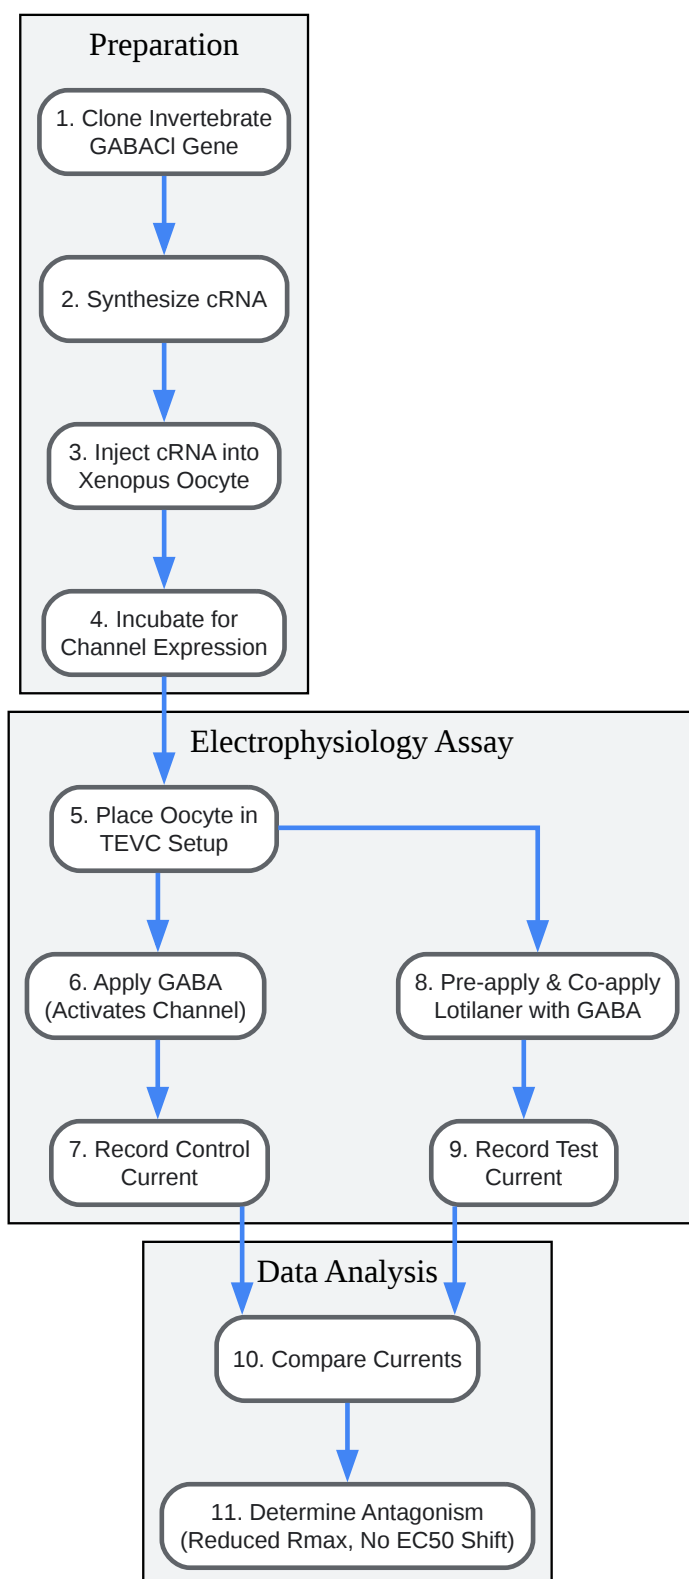 Preparation
1. Clone Invertebrate
GABACl Gene
2. Synthesize cRNA
3. Inject cRNA into
Xenopus Oocyte
4. Incubate for
Channel Expression
Electrophysiology Assay
5. Place Oocyte in
TEVC Setup
6. Apply GABA
(Activates Channel)
8. Pre-apply & Co-apply
Lotilaner with GABA
7. Record Control
Current
9. Record Test
Current
Data Analysis
10. Compare Currents
11. Determine Antagonism
(Reduced Rmax, No EC50 Shift)